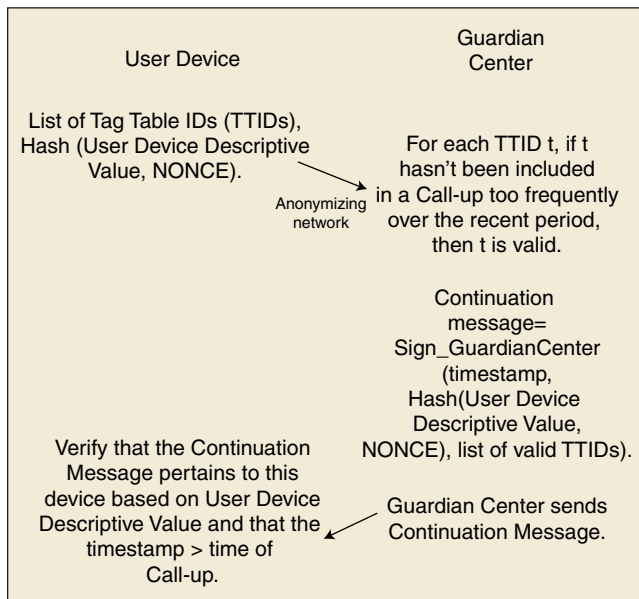 User Device
Guardian
Center
List of Tag Table IDs (TTIDs),
Hash (User Device Descriptive
Value, NONCE).
Anonymizing
network
For each TTID t, if t
hasn't been included
in a Call-up too frequently
over the recent period,
then t is valid.
Continuation
message=
Sign_GuardianCenter
(timestamp,
Hash(User Device
Descriptive Value,
NONCE), list of valid TTIDs).
Guardian Center sends
Continuation Message.
Verify that the Continuation
Message pertains to this
device based on User Device
Descriptive Value and that the
timestamp > time of
Call-up.